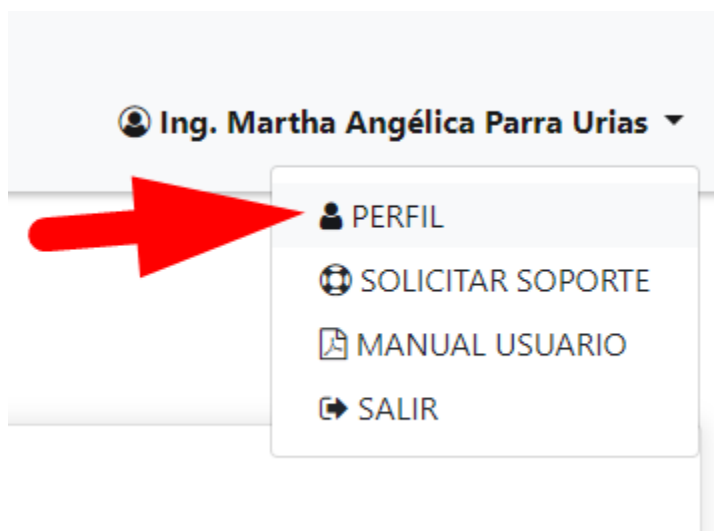 Ing. Martha Angélica Parra Urias
PERFIL
SOLICITAR SOPORTE
MANUAL USUARIO
SALIR